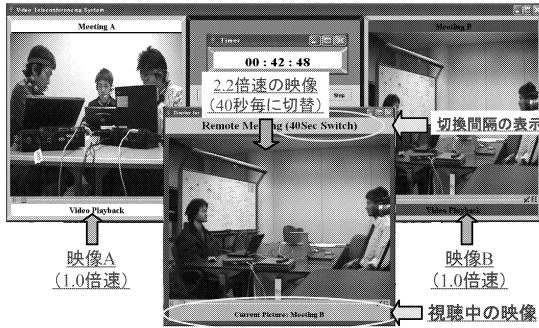 Video Teleconferencing System
Meeting A
Meeting B
Timer
00 : 42 : 48
Stop
2.2倍速の映像
(40秒毎に切替)
Remote Meeting (40Sec Switch)
切換間隔の表示
Video Playback
Video Playback
映像A
(1.0倍速)
映像B
(1.0倍速)
Current Picture: Meeting B
視聴中の映像